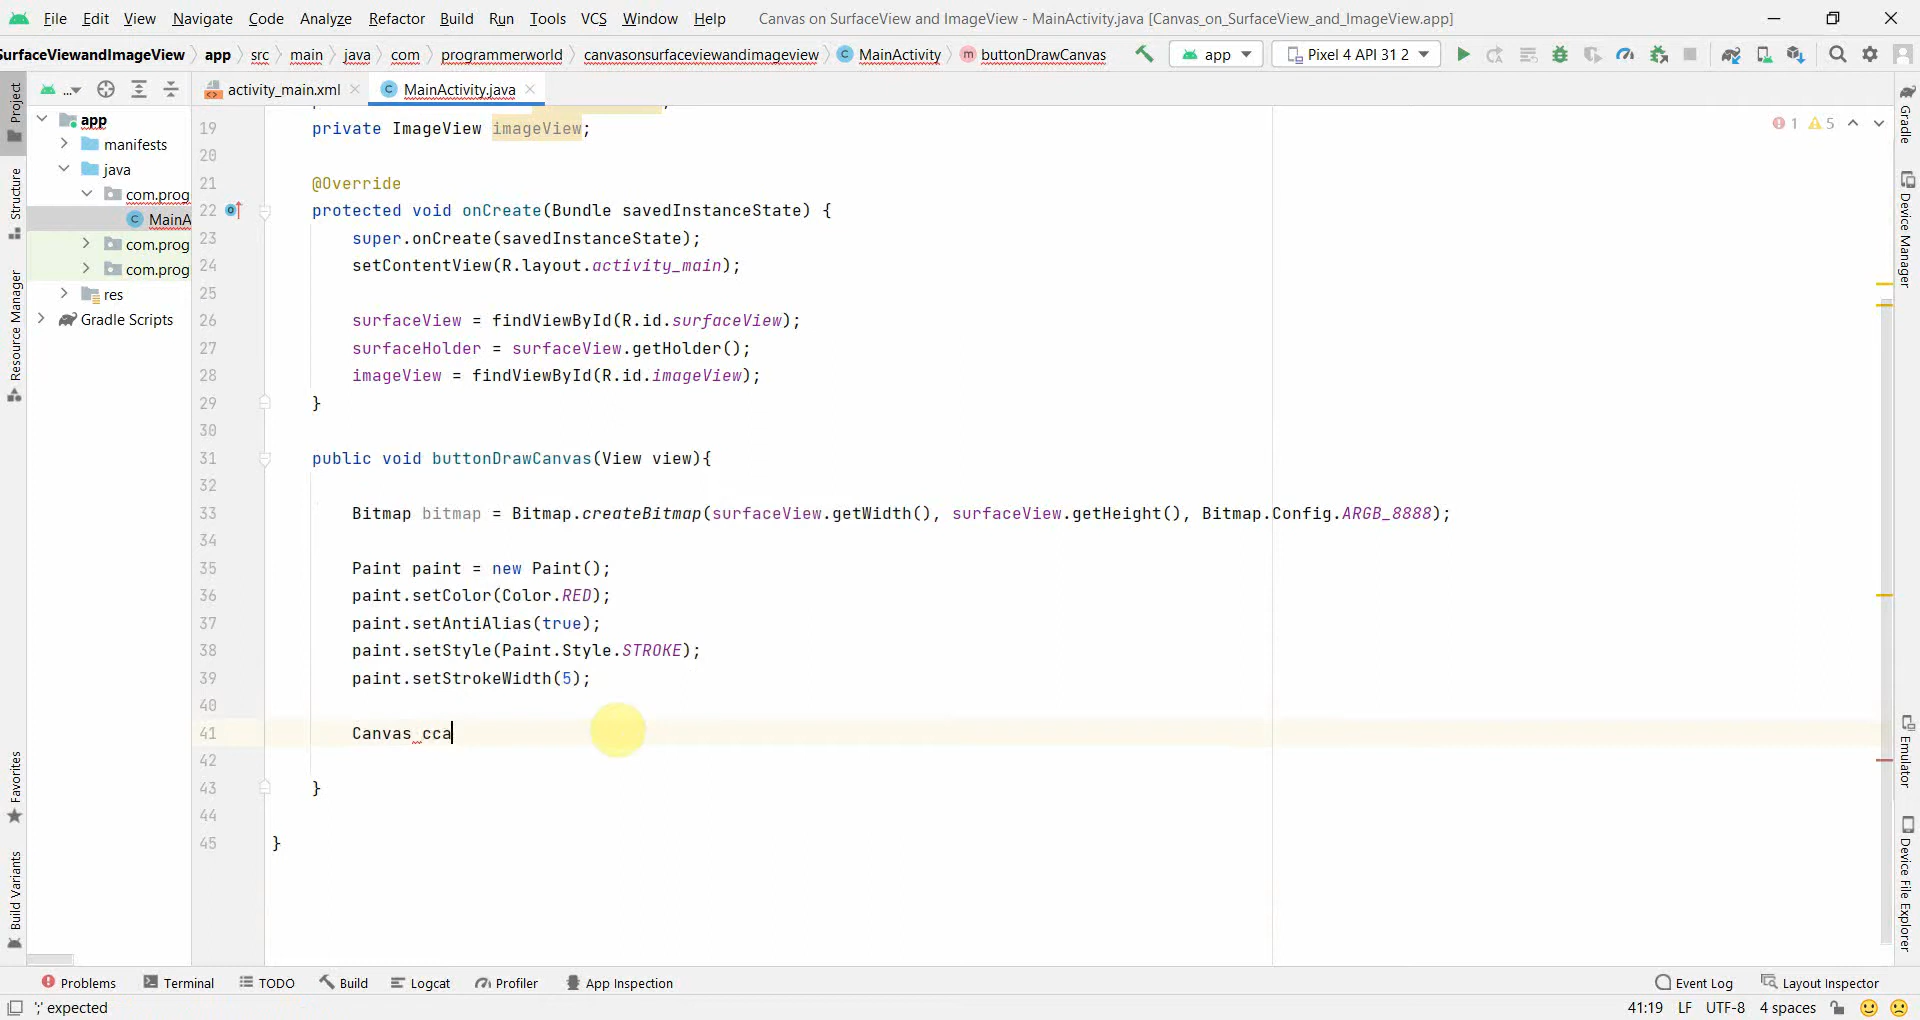 File Edit View Navigate Code Analyze Refactor Build Run Tools VCS Window Help Canvas on SurfaceView and ImageView - MainActivity.java [Canvas_on_SurfaceView_and_ImageView.app]
SurfaceViewandImageView app src main java com programmerworld canvasonsurfaceviewandimageview MainActivity buttonDrawCanvas app Pixel 4 API 31 2
... activity_main.xml MainActivity.java
Project
Structure
Resource Manager
Favorites
Build Variants
app
manifests
java
com.prog
MainA
com.prog
com.prog
res
Gradle Scripts
1 5
19 private ImageView imageView;
20
21 @Override
22 protected void onCreate(Bundle savedInstanceState) {
23 super.onCreate(savedInstanceState);
24 setContentView(R.layout.activity_main);
25
26 surfaceView = findViewById(R.id.surfaceView);
27 surfaceHolder = surfaceView.getHolder();
28 imageView = findViewById(R.id.imageView);
29 }
30
31 public void buttonDrawCanvas(View view){
32
33 Bitmap bitmap = Bitmap.createBitmap(surfaceView.getWidth(), surfaceView.getHeight(), Bitmap.Config.ARGB_8888);
34
35 Paint paint = new Paint();
36 paint.setColor(Color.RED);
37 paint.setAntiAlias(true);
38 paint.setStyle(Paint.Style.STROKE);
39 paint.setStrokeWidth(5);
40
41 Canvas cca
42
43 }
44
45 }
Gradle
Device Manager
Emulator
Device File Explorer
Problems Terminal TODO Build Logcat Profiler App Inspection Event Log Layout Inspector
';' expected 41:19 LF UTF-8 4 spaces